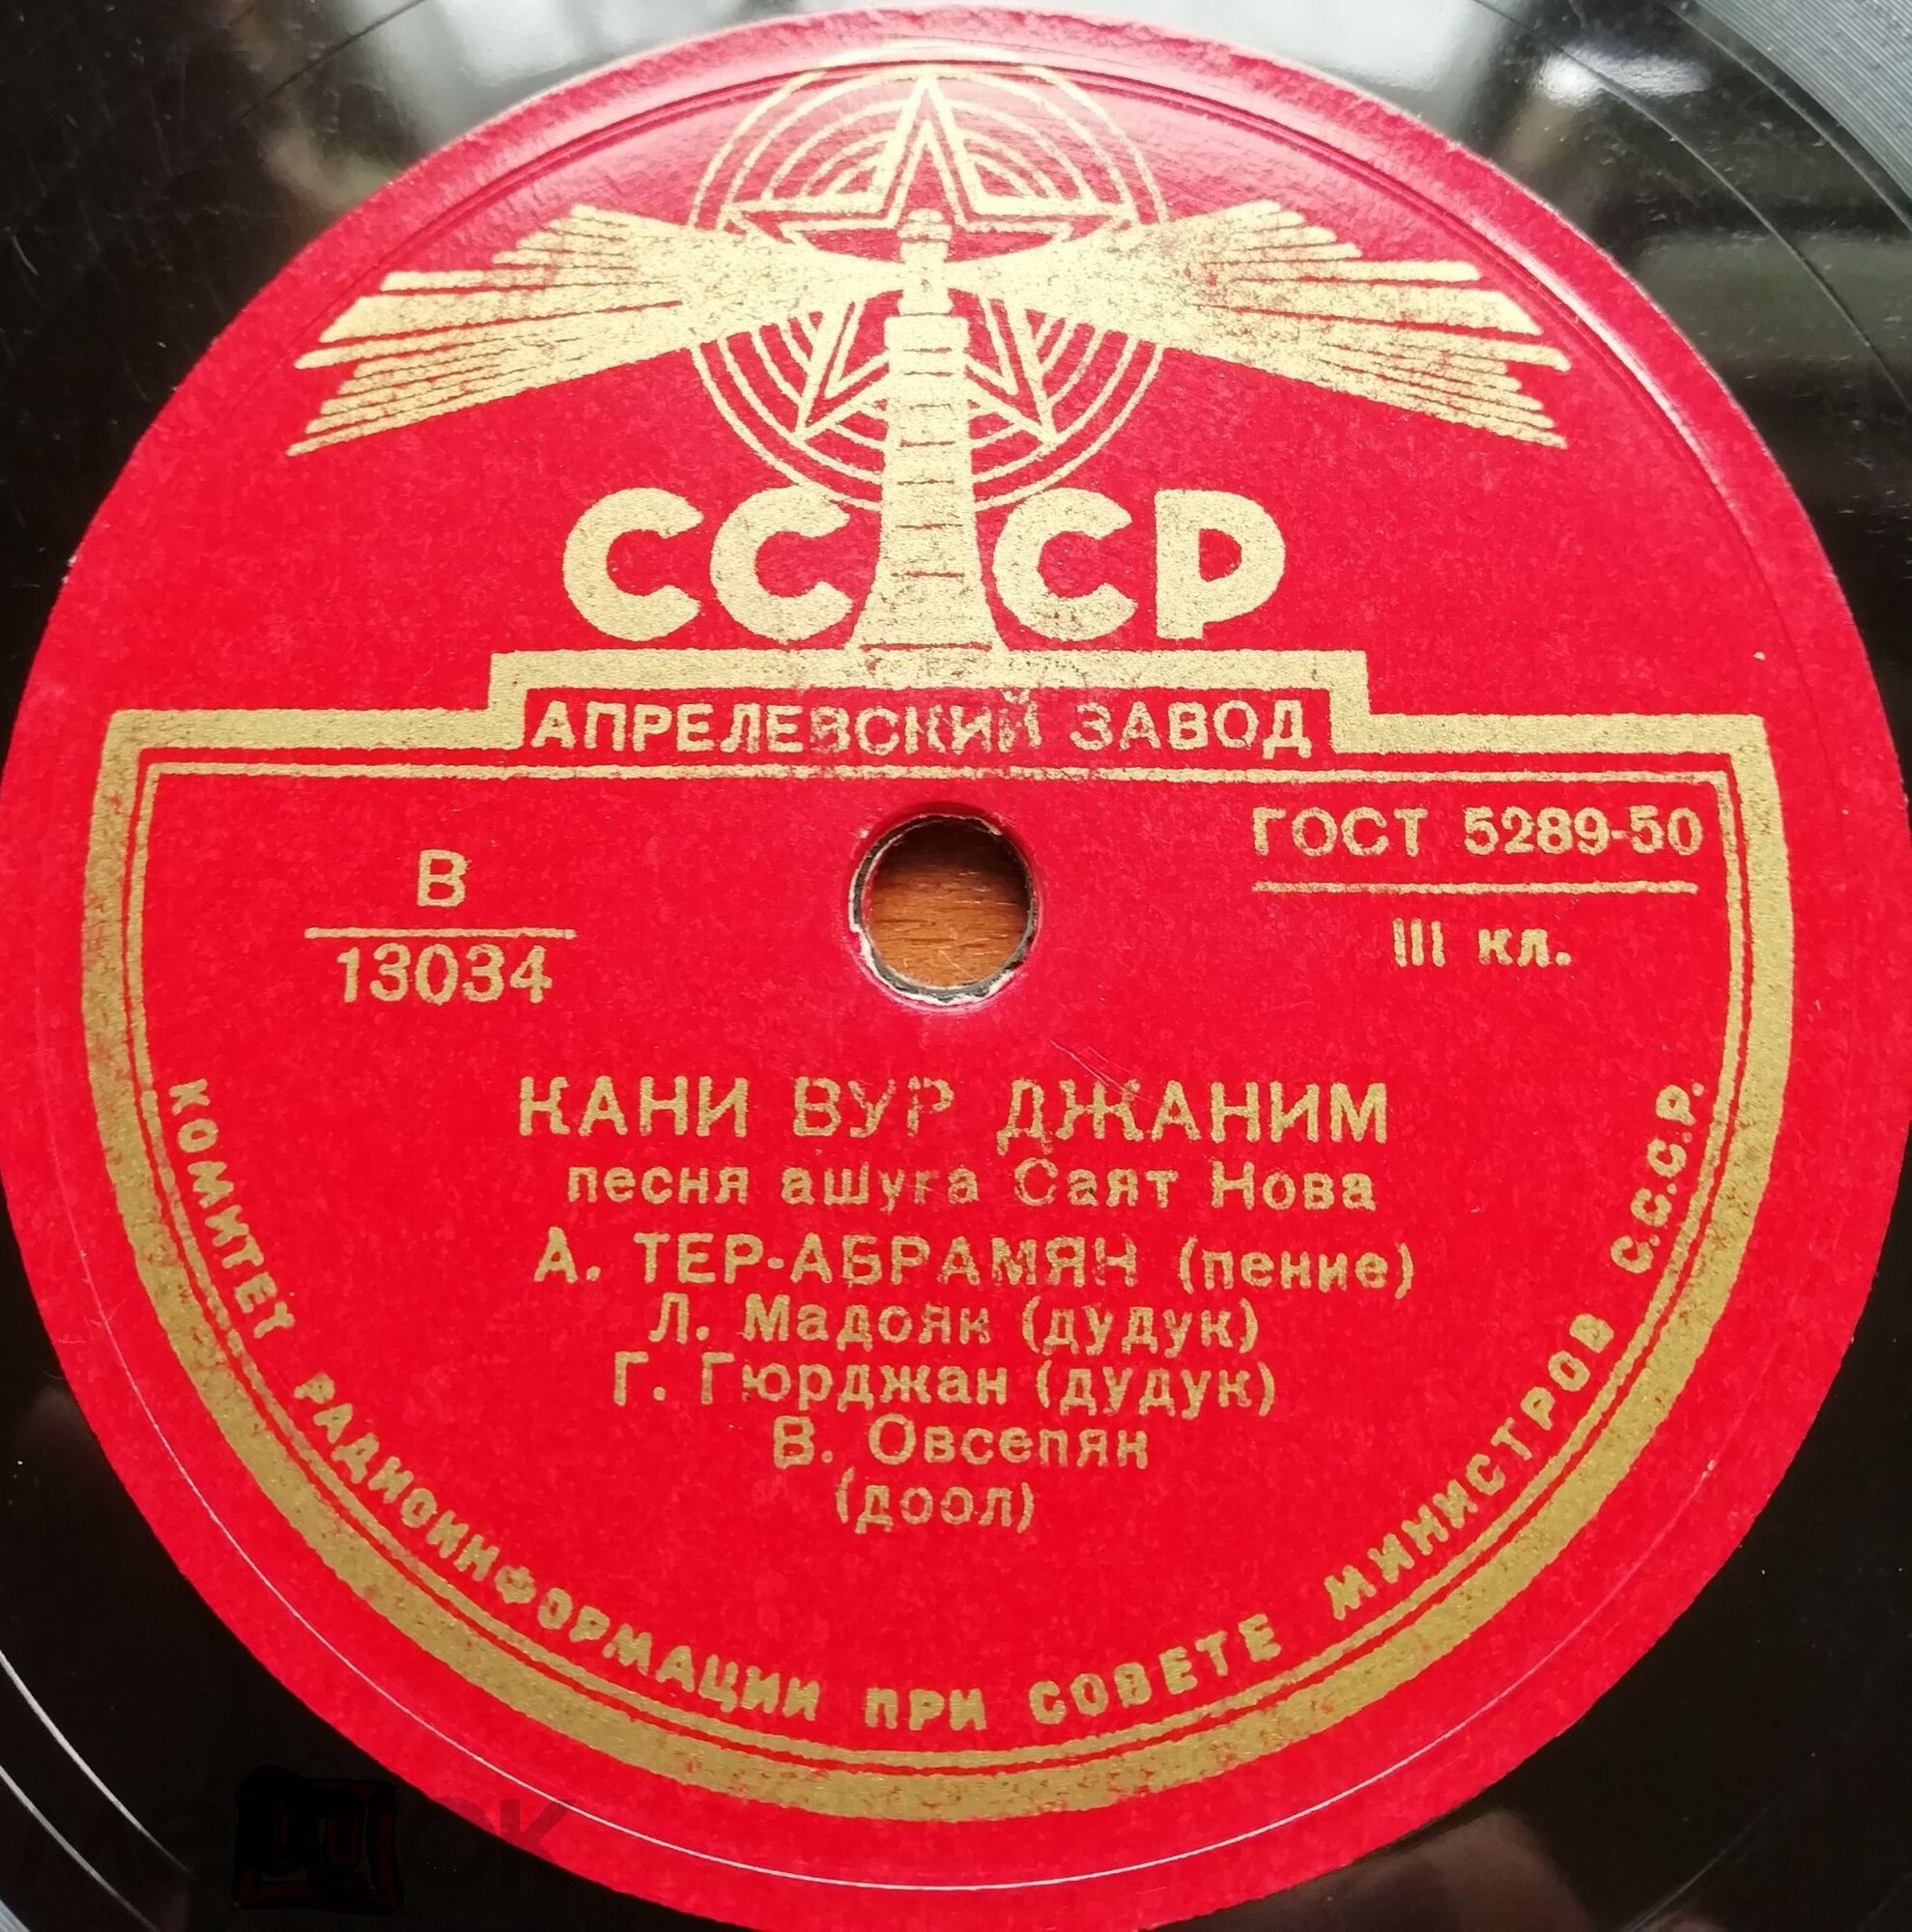 СССР
АПРЕЛЕВСКИЙ ЗАВОД
ГОСТ 5289-50
III кл.
В
13034
КАНИ ВУР ДЖАНИМ
песня ашуга Саят Нова
А. ТЕР-АБРАМЯН (пение)
Л. Мадоян (дудук)
Г. Гюрджан (дудук)
В. Овсепян
(доол)
КОМИТЕТ РАДИОИНФОРМАЦИИ ПРИ СОВЕТЕ МИНИСТРОВ С.С.С.Р.